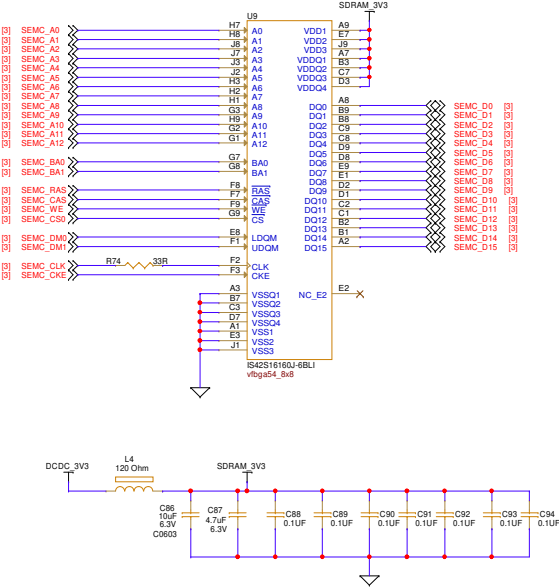 SDRAM_3V3
U9
[3] SEMC_A0 H7 A0 VDD1 A9
[3] SEMC_A1 H8 A1 VDD2 E7
[3] SEMC_A2 J8 A2 VDD3 J9
[3] SEMC_A3 J7 A3 VDDQ1 A7
[3] SEMC_A4 J3 A4 VDDQ2 B3
[3] SEMC_A5 J2 A5 VDDQ3 C7
[3] SEMC_A6 H3 A6 VDDQ4 D3
[3] SEMC_A7 H2 A7
[3] SEMC_A8 H1 A8 DQ0 A8 SEMC_D0 [3]
[3] SEMC_A9 G3 A9 DQ1 B9 SEMC_D1 [3]
[3] SEMC_A10 H9 A10 DQ2 B8 SEMC_D2 [3]
[3] SEMC_A11 G2 A11 DQ3 C9 SEMC_D3 [3]
[3] SEMC_A12 G1 A12 DQ4 C8 SEMC_D4 [3]
DQ5 D9 SEMC_D5 [3]
[3] SEMC_BA0 G7 BA0 DQ6 D8 SEMC_D6 [3]
[3] SEMC_BA1 G8 BA1 DQ7 E9 SEMC_D7 [3]
DQ8 E1 SEMC_D8 [3]
[3] SEMC_RAS F8 RAS DQ9 D2 SEMC_D9 [3]
[3] SEMC_CAS F7 CAS DQ10 D1 SEMC_D10 [3]
[3] SEMC_WE F9 WE DQ11 C2 SEMC_D11 [3]
[3] SEMC_CS0 G9 CS DQ12 C1 SEMC_D12 [3]
DQ13 B2 SEMC_D13 [3]
[3] SEMC_DM0 E8 LDQM DQ14 B1 SEMC_D14 [3]
[3] SEMC_DM1 F1 UDQM DQ15 A2 SEMC_D15 [3]
[3] SEMC_CLK R74 33R F2 CLK
[3] SEMC_CKE F3 CKE
A3 VSSQ1 NC_E2 E2
B7 VSSQ2
C3 VSSQ3
D7 VSSQ4
A1 VSS1
E3 VSS2
J1 VSS3
IS42S16160J-6BLI
vfbga54_8x8
DCDC_3V3 L4 SDRAM_3V3
120 Ohm
C86 C87 C88 C89 C90 C91 C92 C93 C94
10uF 4.7uF 0.1UF 0.1UF 0.1UF 0.1UF 0.1UF 0.1UF 0.1UF
6.3V 6.3V
C0603